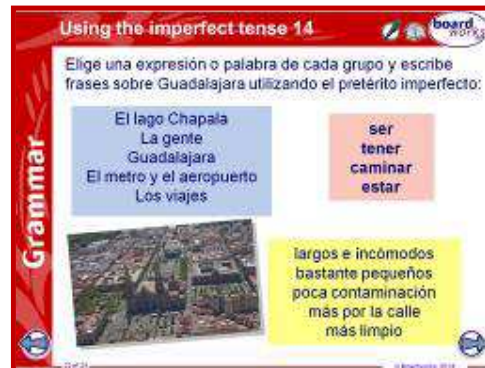 Using the imperfect tense 14
board
works
Elige una expresión o palabra de cada grupo y escribe
frases sobre Guadalajara utilizando el pretérito imperfecto:
Grammar
El lago Chapala
La gente
Guadalajara
El metro y el aeropuerto
Los viajes
ser
tener
caminar
estar
largos e incómodos
bastante pequeños
poca contaminación
más por la calle
más limpio